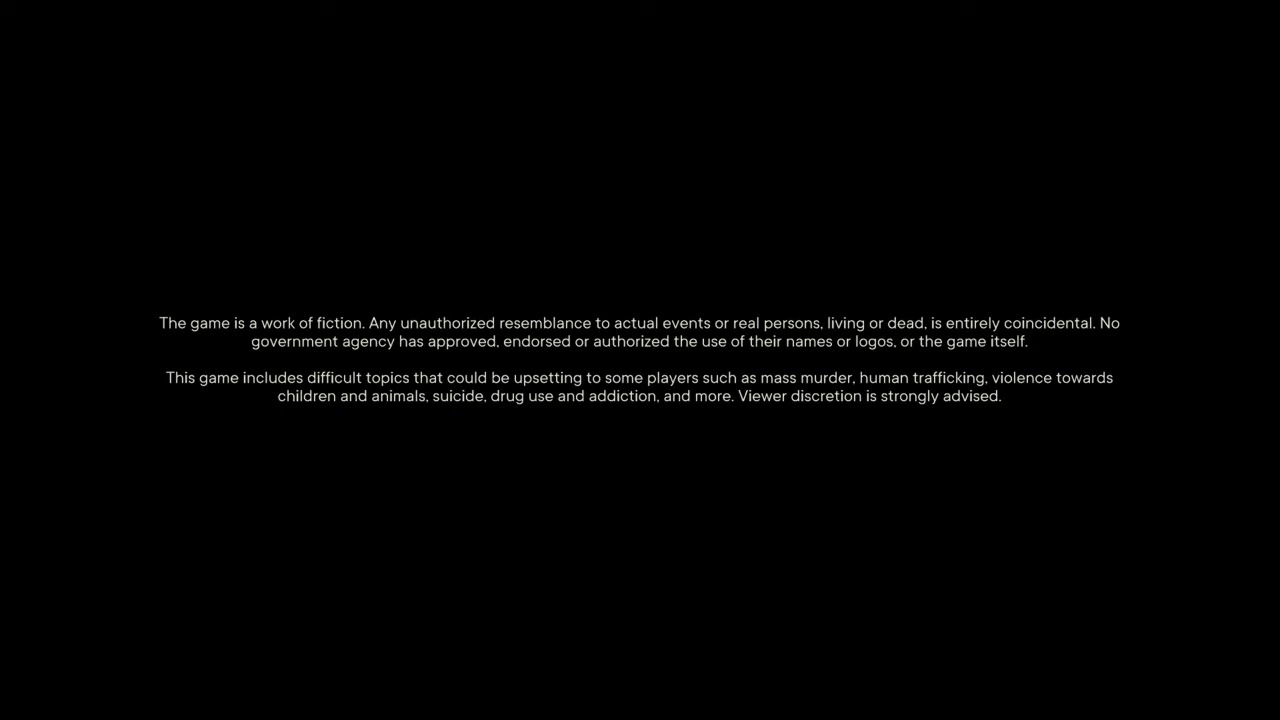 The game is a work of fiction. Any unauthorized resemblance to actual events or real persons, living or dead, is entirely coincidental. No
government agency has approved, endorsed or authorized the use of their names or logos, or the game itself.
This game includes difficult topics that could be upsetting to some players such as mass murder, human trafficking, violence towards
children and animals, suicide, drug use and addiction, and more. Viewer discretion is strongly advised.